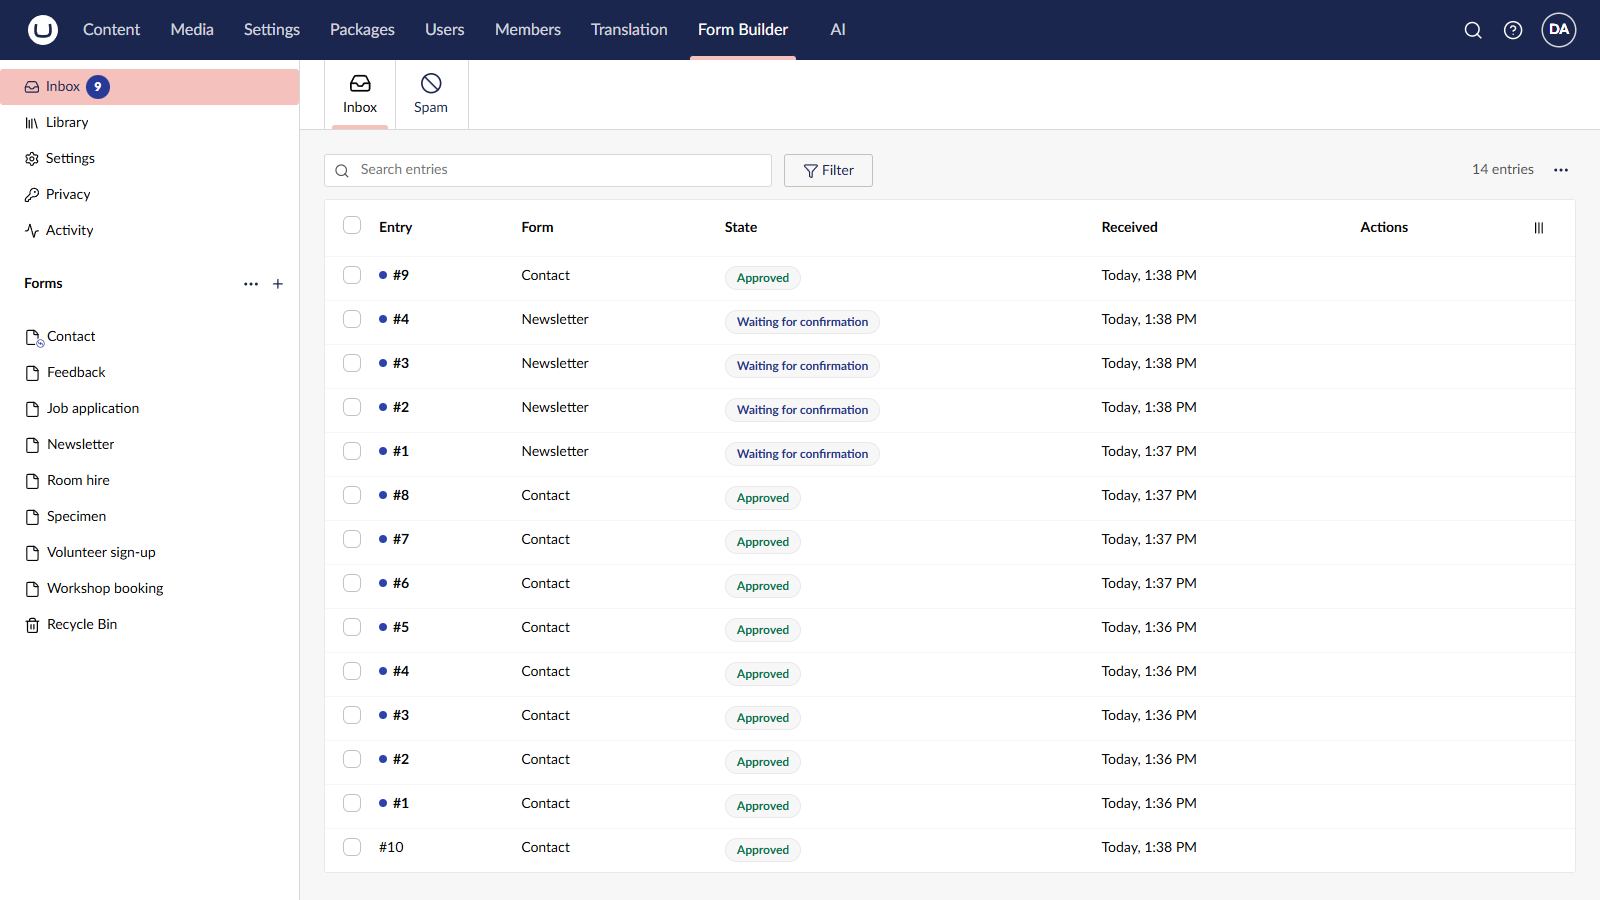 Content Media Settings Packages Users Members Translation Form Builder AI DA
Inbox 9
Library
Settings
Privacy
Activity
Forms
Contact
Feedback
Job application
Newsletter
Room hire
Specimen
Volunteer sign-up
Workshop booking
Recycle Bin
Inbox Spam
Search entries Filter 14 entries
Entry Form State Received Actions
#9 Contact Approved Today, 1:38 PM
#4 Newsletter Waiting for confirmation Today, 1:38 PM
#3 Newsletter Waiting for confirmation Today, 1:38 PM
#2 Newsletter Waiting for confirmation Today, 1:38 PM
#1 Newsletter Waiting for confirmation Today, 1:37 PM
#8 Contact Approved Today, 1:37 PM
#7 Contact Approved Today, 1:37 PM
#6 Contact Approved Today, 1:37 PM
#5 Contact Approved Today, 1:36 PM
#4 Contact Approved Today, 1:36 PM
#3 Contact Approved Today, 1:36 PM
#2 Contact Approved Today, 1:36 PM
#1 Contact Approved Today, 1:36 PM
#10 Contact Approved Today, 1:38 PM